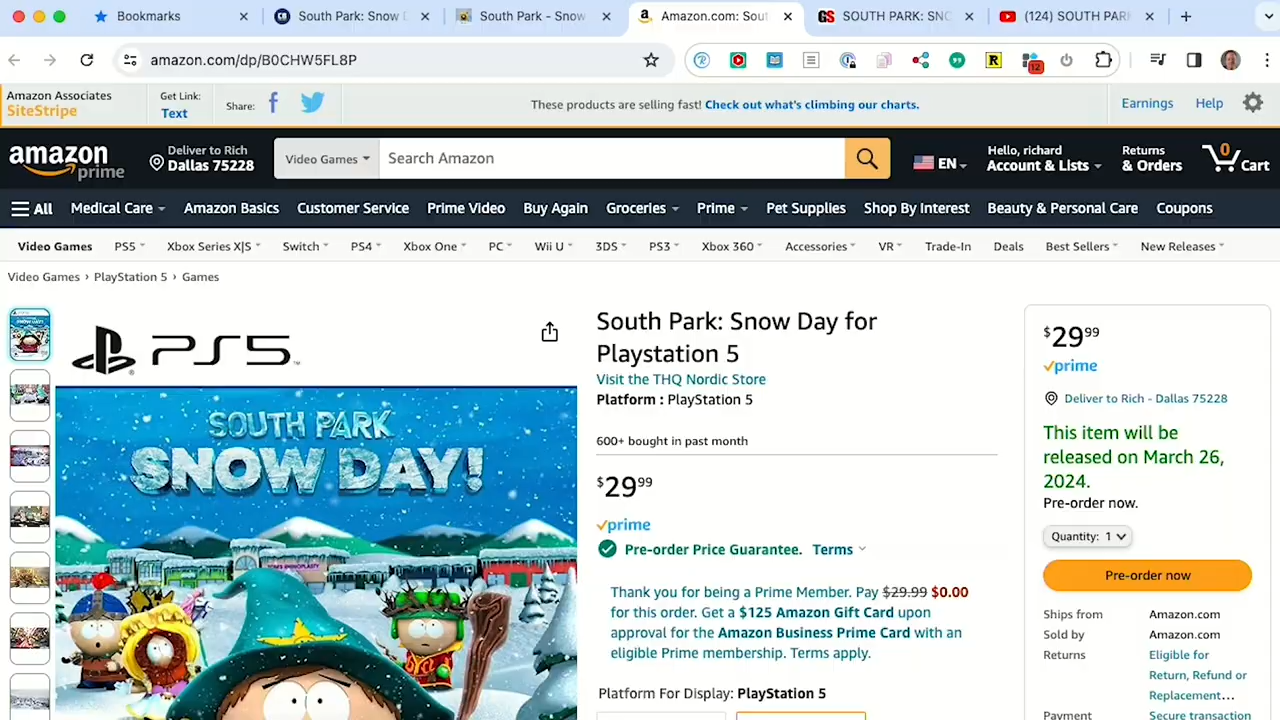 Bookmarks
South Park: Snow D
South Park - Snow
Amazon.com: Sout
SOUTH PARK: SNO
(124) SOUTH PAR
amazon.com/dp/B0CHW5FL8P
12
Amazon Associates
SiteStripe
Get Link:
Text
Share:
These products are selling fast! Check out what's climbing our charts.
Earnings
Help
amazon
prime
Deliver to Rich
Dallas 75228
Video Games
Search Amazon
EN
Hello, richard
Account & Lists
Returns
& Orders
0
Cart
All Medical Care Amazon Basics Customer Service Prime Video Buy Again Groceries Prime Pet Supplies Shop By Interest Beauty & Personal Care Coupons
Video Games PS5 Xbox Series X|S Switch PS4 Xbox One PC Wii U 3DS PS3 Xbox 360 Accessories VR Trade-In Deals Best Sellers New Releases
Video Games › PlayStation 5 › Games
PS5
SOUTH PARK
SNOW DAY!
South Park: Snow Day for
Playstation 5
Visit the THQ Nordic Store
Platform : PlayStation 5
600+ bought in past month
$29.99
prime
Pre-order Price Guarantee. Terms
Thank you for being a Prime Member. Pay $29.99 $0.00
for this order. Get a $125 Amazon Gift Card upon
approval for the Amazon Business Prime Card with an
eligible Prime membership. Terms apply.
Platform For Display: PlayStation 5
$29.99
prime
Deliver to Rich - Dallas 75228
This item will be
released on March 26,
2024.
Pre-order now.
Quantity: 1
Pre-order now
Ships from Amazon.com
Sold by Amazon.com
Returns Eligible for
Return, Refund or
Replacement...
Payment Secure transaction